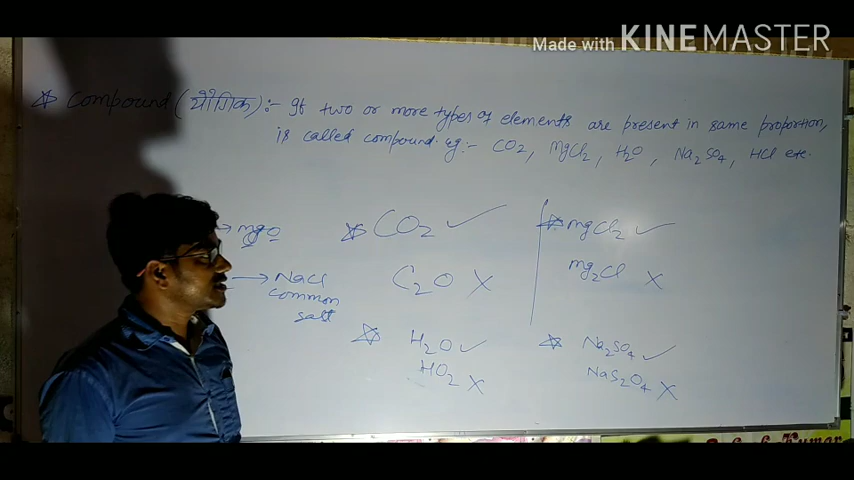 Made with KINEMASTER
Compound (यौगिक) :- If two or more types of elements are present in same proportion,
is called compound. eg:- CO2, MgCl2, H2O, Na2SO4, HCl etc.
→ MgO
CO2 ✓
MgCl2 ✓
→ NaCl
common
salt
C2O X
Mg2Cl X
H2O ✓
HO2 X
Na2SO4 ✓
NaS2O4 X
Kumar